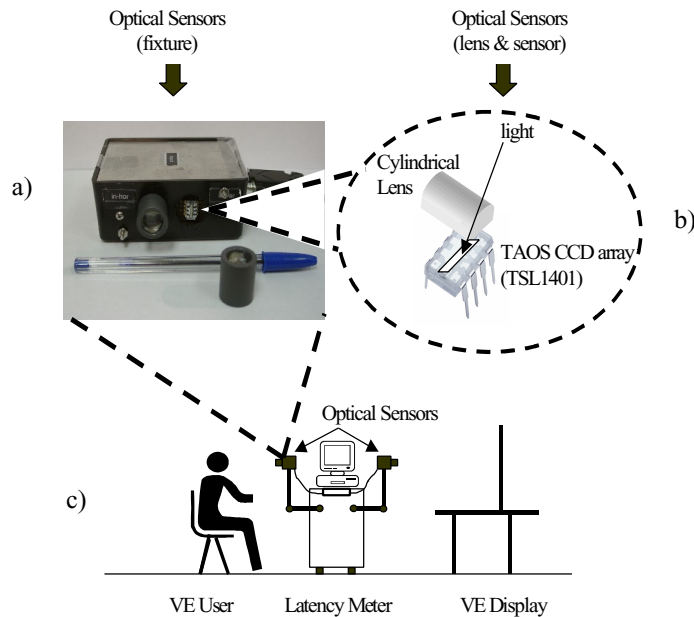 Optical Sensors
(fixture)
Optical Sensors
(lens & sensor)
a)
in-hor
light
Cylindrical
Lens
b)
TAOS CCD array
(TSL1401)
Optical Sensors
c)
VE User
Latency Meter
VE Display